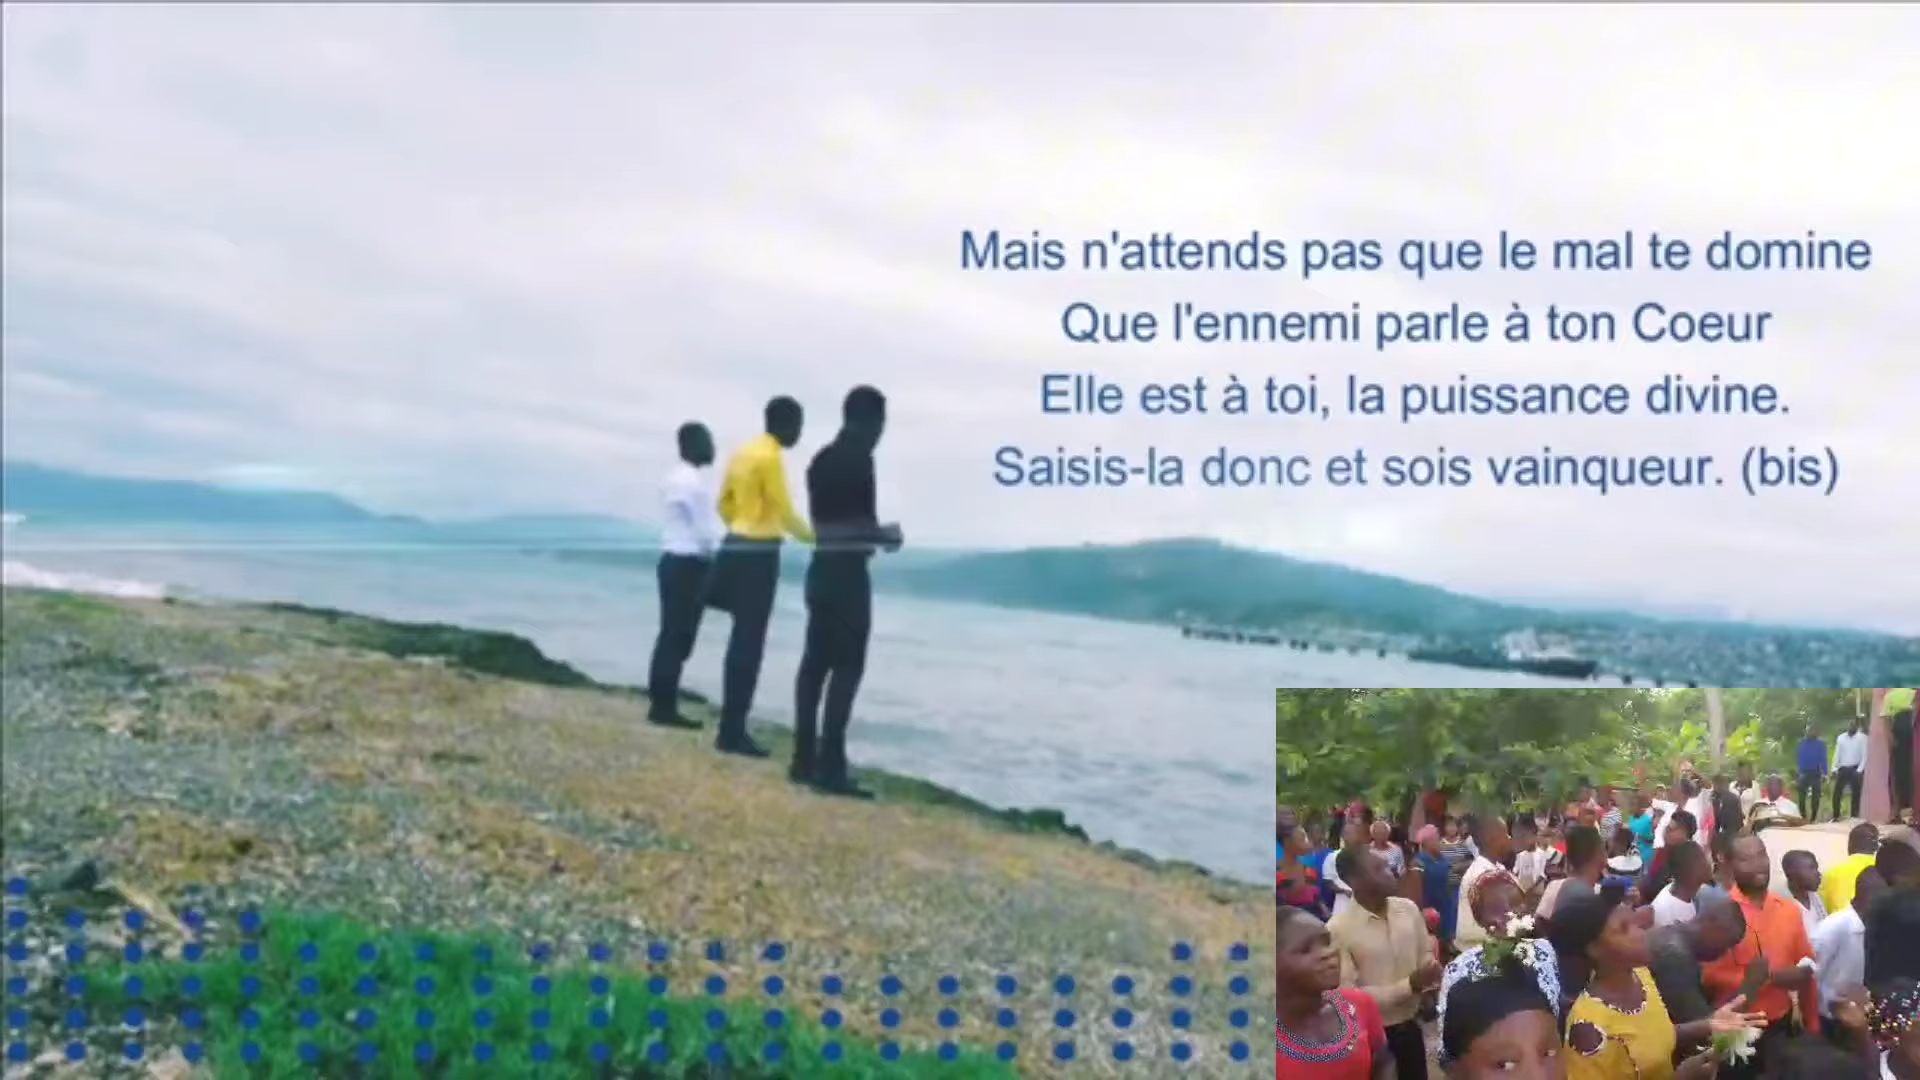 Mais n'attends pas que le mal te domine
Que l'ennemi parle à ton Coeur
Elle est à toi, la puissance divine.
Saisis-la donc et sois vainqueur. (bis)